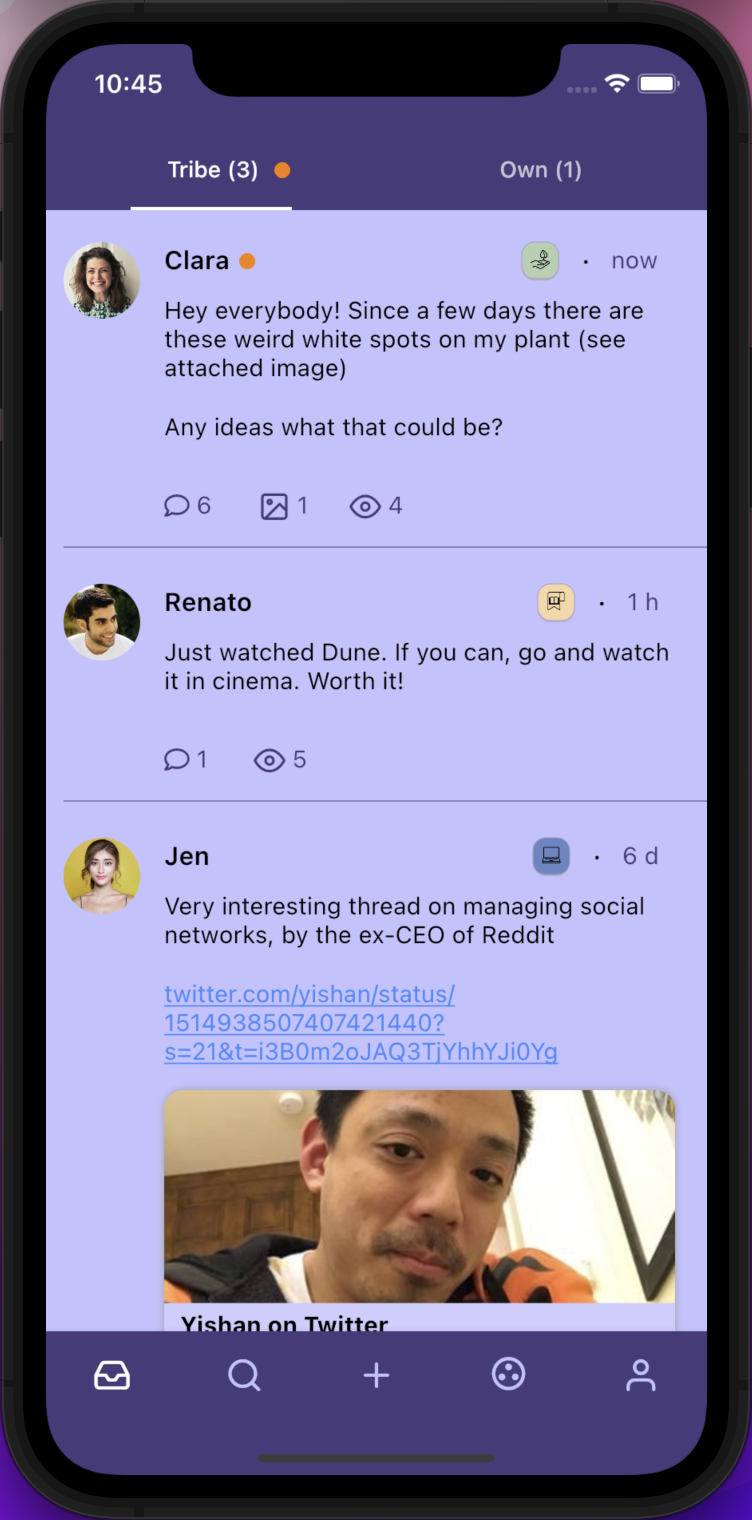 10:45
Tribe (3)
Own (1)
Clara
now
Hey everybody! Since a few days there are
these weird white spots on my plant (see
attached image)
Any ideas what that could be?
6
1
4
Renato
1 h
Just watched Dune. If you can, go and watch
it in cinema. Worth it!
1
5
Jen
6 d
Very interesting thread on managing social
networks, by the ex-CEO of Reddit
twitter.com/yishan/status/
1514938507407421440?
s=21&t=i3B0m2oJAQ3TjYhhYJi0Yg
Yishan on Twitter